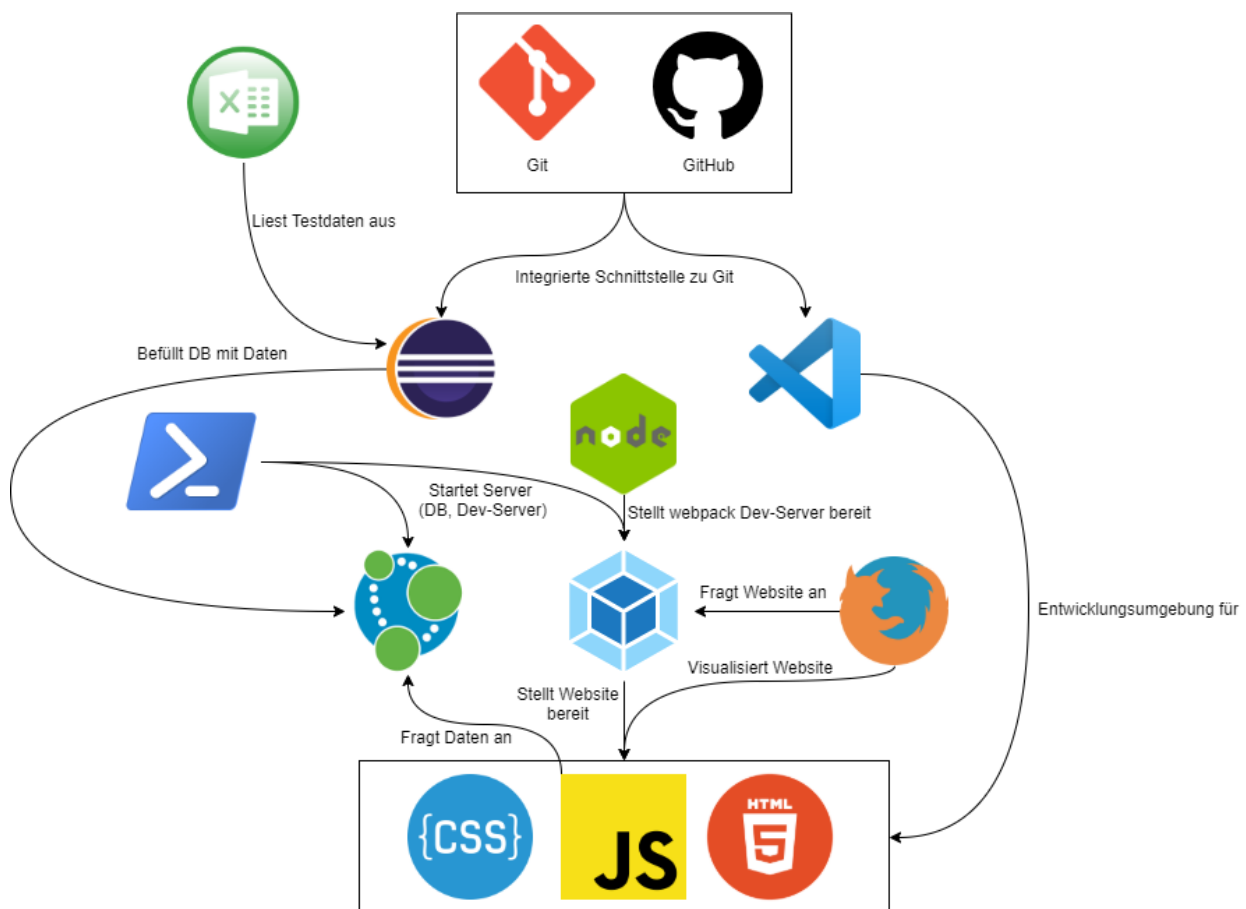 Git
GitHub
Liest Testdaten aus
Integrierte Schnittstelle zu Git
Befüllt DB mit Daten
node
Startet Server
(DB, Dev-Server)
Stellt webpack Dev-Server bereit
Fragt Website an
Entwicklungsumgebung für
Visualisiert Website
Stellt Website
bereit
Fragt Daten an
{CSS}
JS
HTML
5